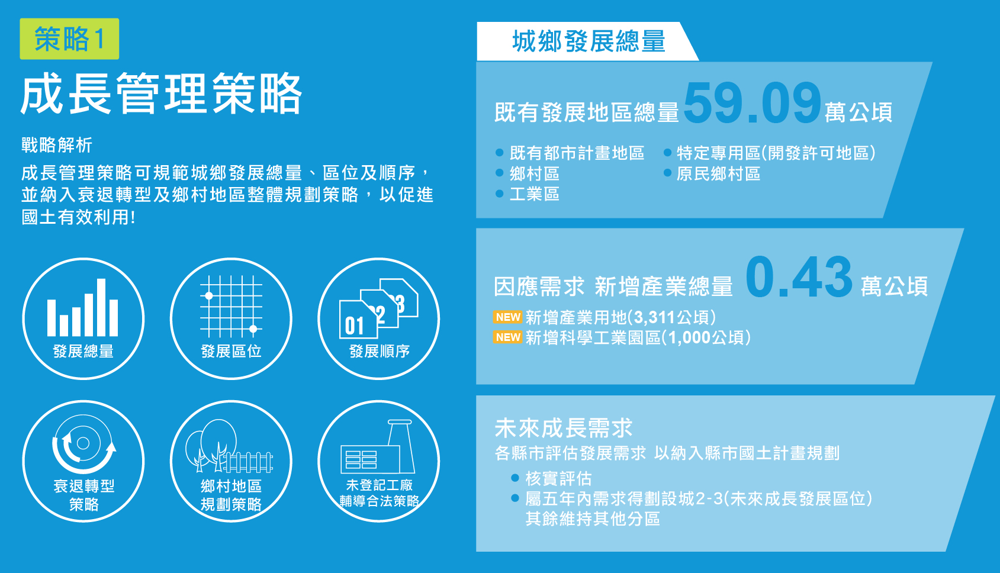 策略1
成長管理策略
戰略解析
成長管理策略可規範城鄉發展總量、區位及順序，
並納入衰退轉型及鄉村地區整體規劃策略，以促進
國土有效利用!
發展總量
發展區位
01
02
03
發展順序
衰退轉型
策略
鄉村地區
規劃策略
未登記工廠
輔導合法策略
城鄉發展總量
既有發展地區總量59.09萬公頃
既有都市計畫地區
特定專用區(開發許可地區)
鄉村區
原民鄉村區
工業區
因應需求 新增產業總量 0.43 萬公頃
NEW 新增產業用地(3,311公頃)
NEW 新增科學工業園區(1,000公頃)
未來成長需求
各縣市評估發展需求 以納入縣市國土計畫規劃
核實評估
屬五年內需求得劃設城2-3(未來成長發展區位)
其餘維持其他分區